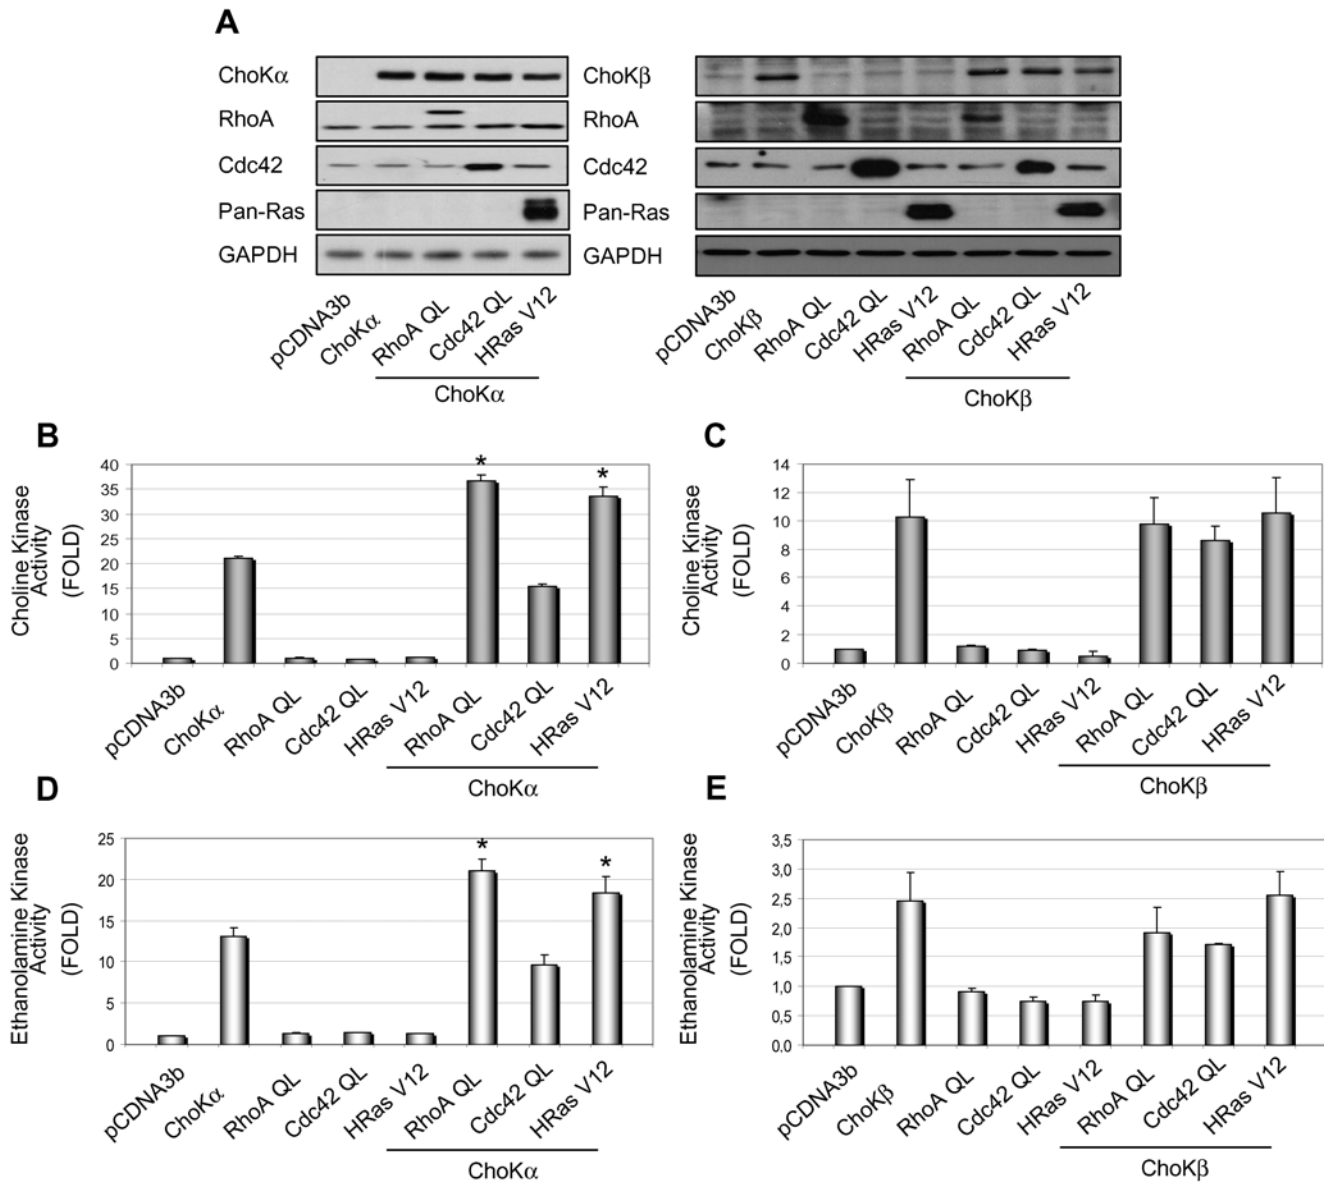 A
ChoKα
RhoA
Cdc42
Pan-Ras
GAPDH
pCDNA3b
ChoKα
RhoA QL
Cdc42 QL
HRas V12
ChoKα
ChoKβ
RhoA
Cdc42
Pan-Ras
GAPDH
pCDNA3b
ChoKβ
RhoA QL
Cdc42 QL
HRas V12
RhoA QL
Cdc42 QL
HRas V12
ChoKβ
B
Choline Kinase
Activity
(FOLD)
40
35
30
25
20
15
10
5
0
*
*
pCDNA3b
ChoKα
RhoA QL
Cdc42 QL
HRas V12
RhoA QL
Cdc42 QL
HRas V12
ChoKα
C
Choline Kinase
Activity
(FOLD)
14
12
10
8
6
4
2
0
pCDNA3b
ChoKβ
RhoA QL
Cdc42 QL
HRas V12
RhoA QL
Cdc42 QL
HRas V12
ChoKβ
D
Ethanolamine Kinase
Activity
(FOLD)
25
20
15
10
5
0
*
*
pCDNA3b
ChoKα
RhoA QL
Cdc42 QL
HRas V12
RhoA QL
Cdc42 QL
HRas V12
ChoKα
E
Ethanolamine Kinase
Activity
(FOLD)
3,5
3,0
2,5
2,0
1,5
1,0
0,5
0,0
pCDNA3b
ChoKβ
RhoA QL
Cdc42 QL
HRas V12
RhoA QL
Cdc42 QL
HRas V12
ChoKβ